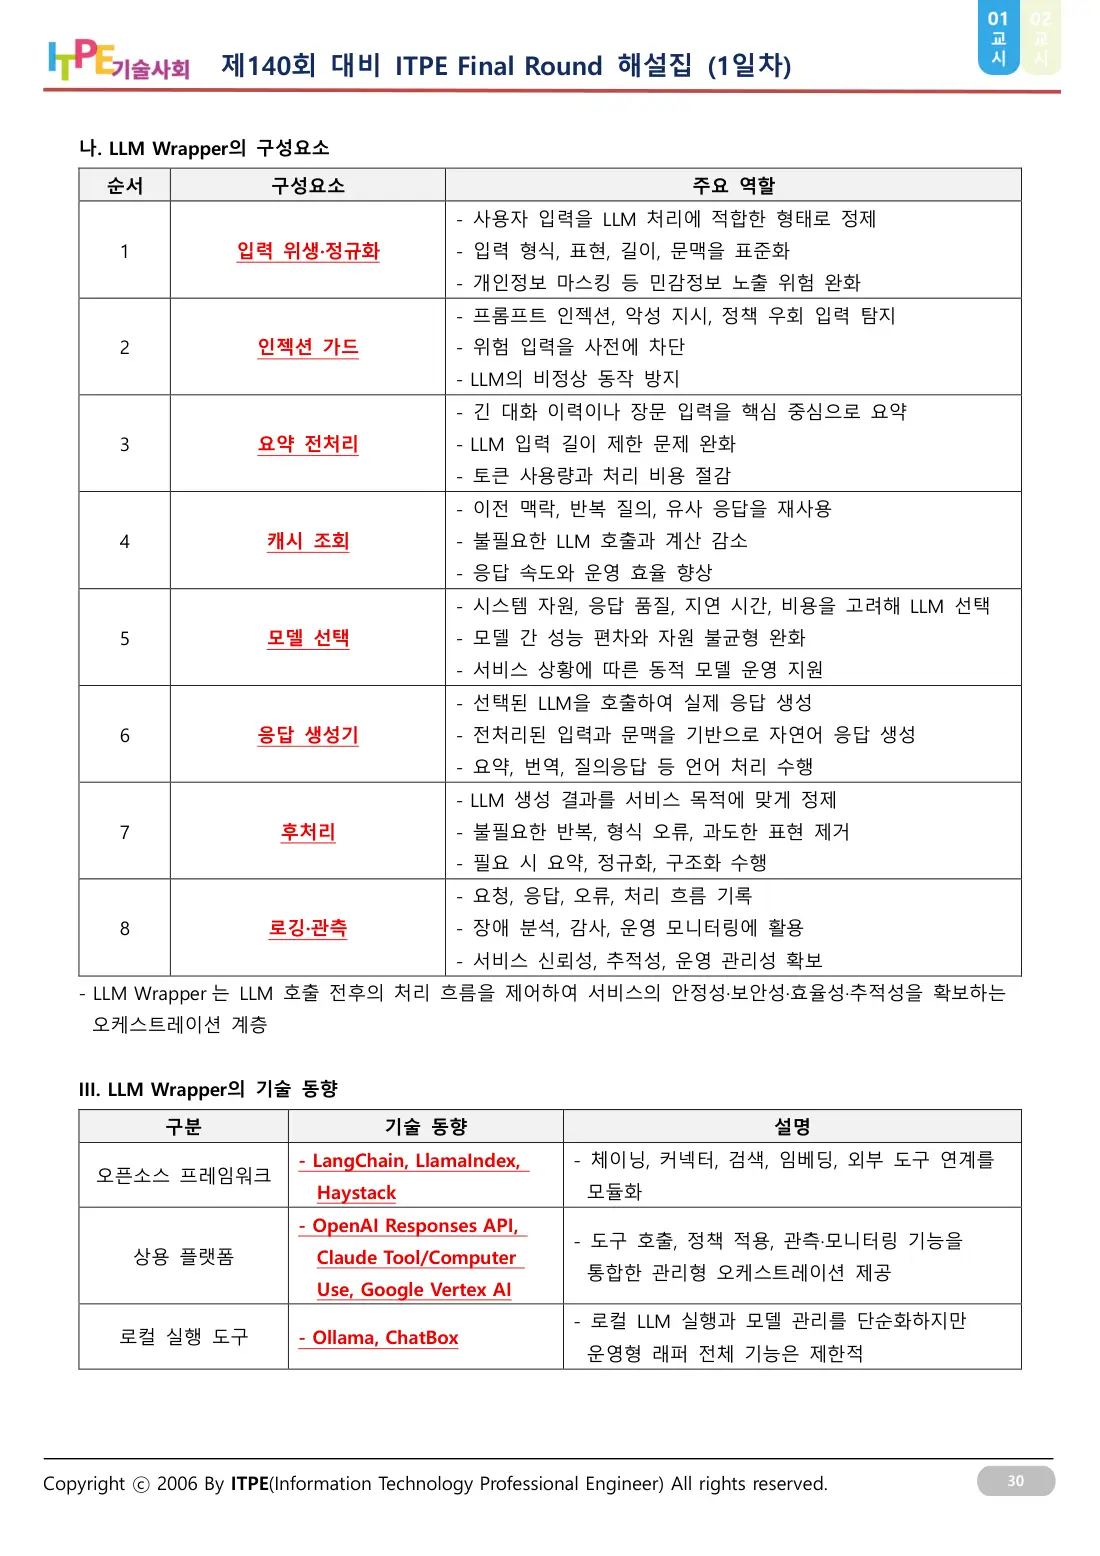 ITPE기술사회 제140회 대비 ITPE Final Round 해설집 (1일차)
01 교시
02 교시
나. LLM Wrapper의 구성요소
순서 구성요소 주요 역할
1 입력 위생·정규화
- 사용자 입력을 LLM 처리에 적합한 형태로 정제
- 입력 형식, 표현, 길이, 문맥을 표준화
- 개인정보 마스킹 등 민감정보 노출 위험 완화
2 인젝션 가드
- 프롬프트 인젝션, 악성 지시, 정책 우회 입력 탐지
- 위험 입력을 사전에 차단
- LLM의 비정상 동작 방지
3 요약 전처리
- 긴 대화 이력이나 장문 입력을 핵심 중심으로 요약
- LLM 입력 길이 제한 문제 완화
- 토큰 사용량과 처리 비용 절감
4 캐시 조회
- 이전 맥락, 반복 질의, 유사 응답을 재사용
- 불필요한 LLM 호출과 계산 감소
- 응답 속도와 운영 효율 향상
5 모델 선택
- 시스템 자원, 응답 품질, 지연 시간, 비용을 고려해 LLM 선택
- 모델 간 성능 편차와 자원 불균형 완화
- 서비스 상황에 따른 동적 모델 운영 지원
6 응답 생성기
- 선택된 LLM을 호출하여 실제 응답 생성
- 전처리된 입력과 문맥을 기반으로 자연어 응답 생성
- 요약, 번역, 질의응답 등 언어 처리 수행
7 후처리
- LLM 생성 결과를 서비스 목적에 맞게 정제
- 불필요한 반복, 형식 오류, 과도한 표현 제거
- 필요 시 요약, 정규화, 구조화 수행
8 로깅·관측
- 요청, 응답, 오류, 처리 흐름 기록
- 장애 분석, 감사, 운영 모니터링에 활용
- 서비스 신뢰성, 추적성, 운영 관리성 확보
- LLM Wrapper 는 LLM 호출 전후의 처리 흐름을 제어하여 서비스의 안정성·보안성·효율성·추적성을 확보하는
오케스트레이션 계층
III. LLM Wrapper의 기술 동향
구분 기술 동향 설명
오픈소스 프레임워크
- LangChain, LlamaIndex,
Haystack
- 체이닝, 커넥터, 검색, 임베딩, 외부 도구 연계를
모듈화
상용 플랫폼
- OpenAI Responses API,
Claude Tool/Computer
Use, Google Vertex AI
- 도구 호출, 정책 적용, 관측·모니터링 기능을
통합한 관리형 오케스트레이션 제공
로컬 실행 도구
- Ollama, ChatBox
- 로컬 LLM 실행과 모델 관리를 단순화하지만
운영형 래퍼 전체 기능은 제한적
Copyright ⓒ 2006 By ITPE(Information Technology Professional Engineer) All rights reserved.
30